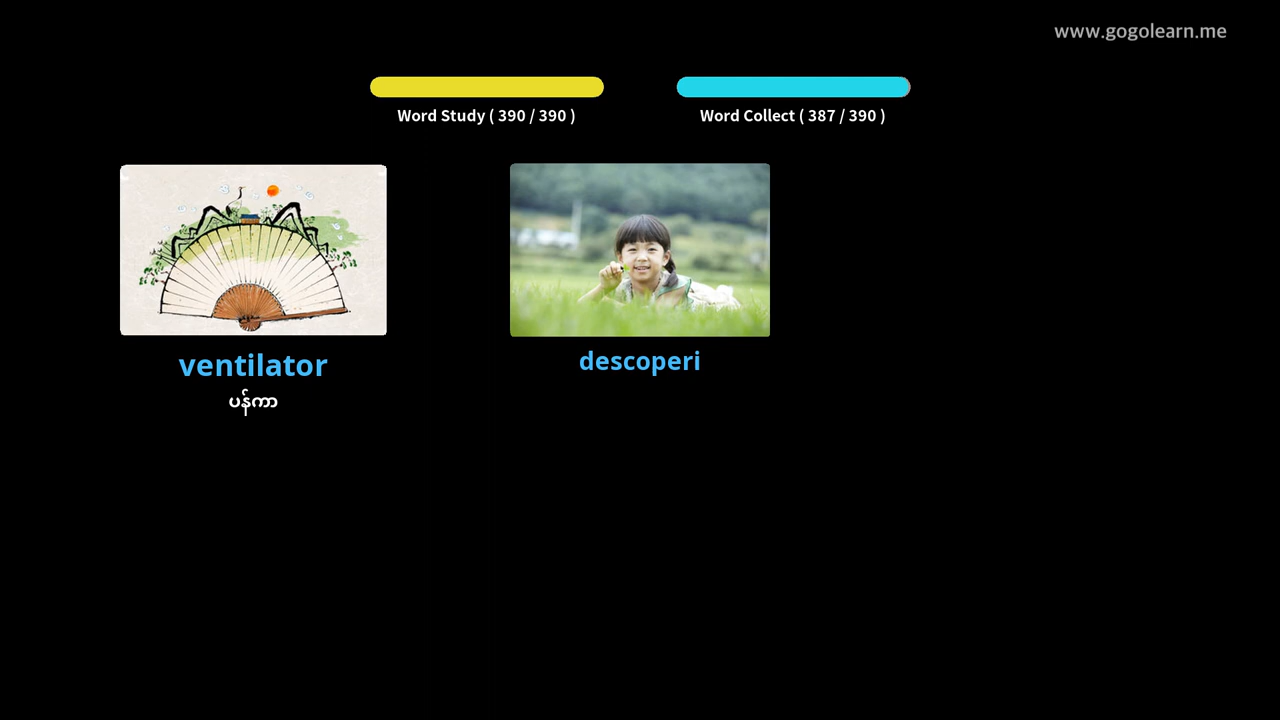 www.gogolearn.me
Word Study ( 390 / 390 )
Word Collect ( 387 / 390 )
ventilator
ပန်ကာ
descoperi